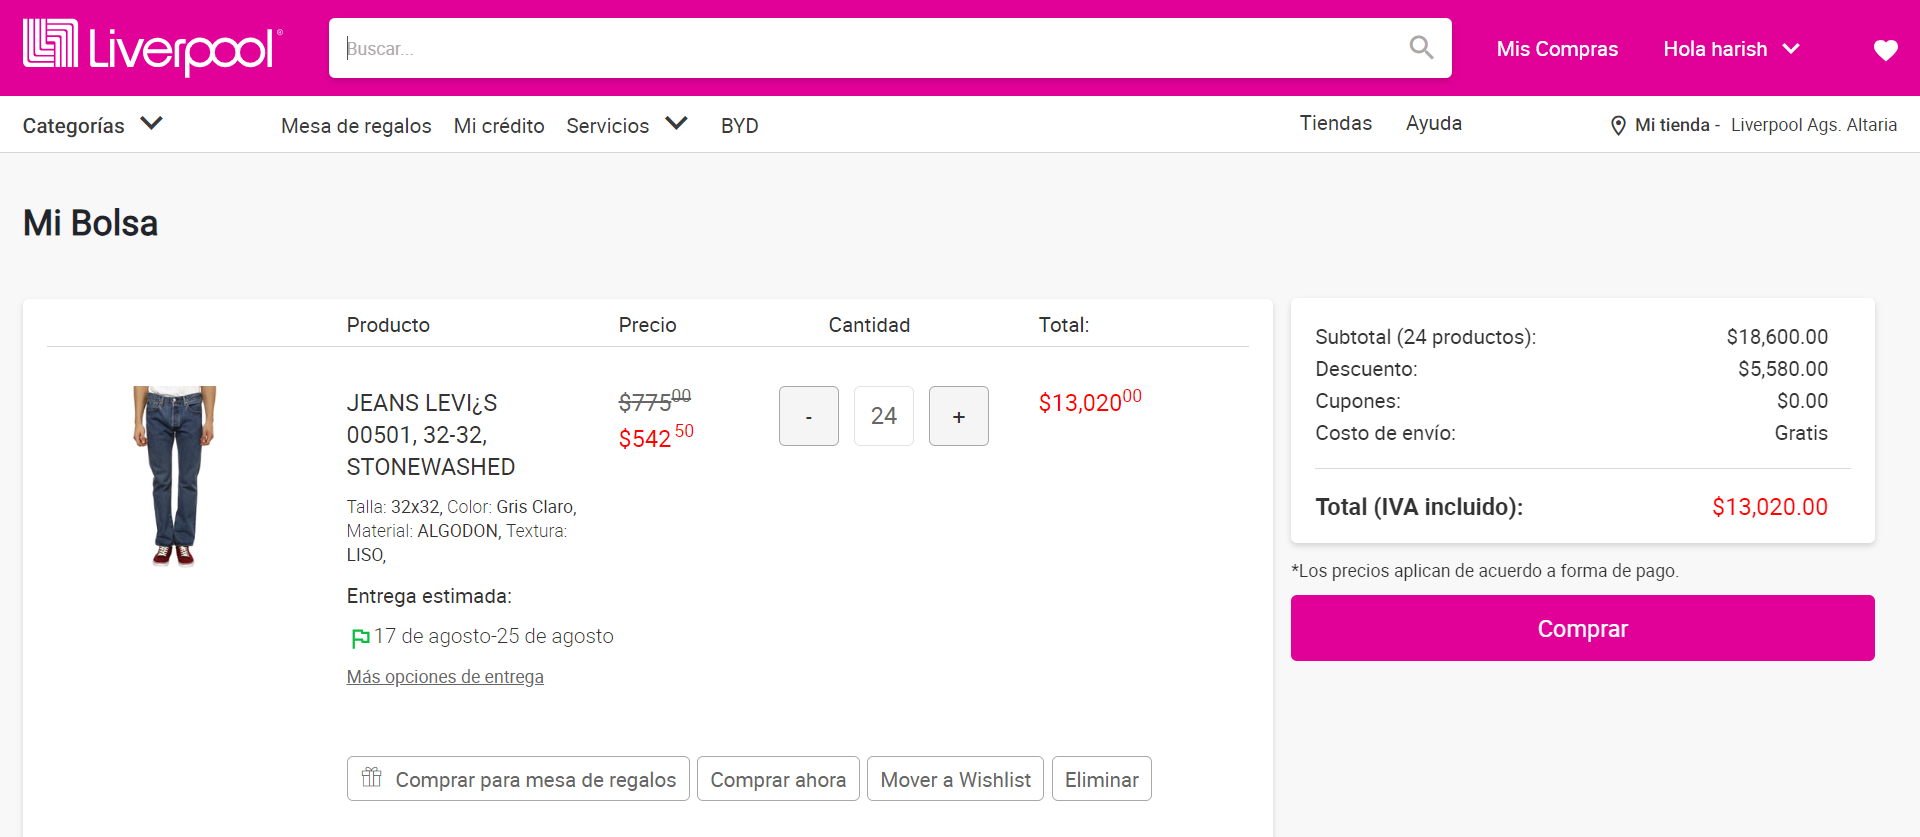 Liverpool®
Buscar...
Mis Compras
Hola harish
Categorías
Mesa de regalos
Mi crédito
Servicios
BYD
Tiendas
Ayuda
Mi tienda - Liverpool Ags. Altaria
Mi Bolsa
Producto
Precio
Cantidad
Total:
JEANS LEVI¿S
00501, 32-32,
STONEWASHED
Talla: 32x32, Color: Gris Claro,
Material: ALGODON, Textura:
LISO,
Entrega estimada:
17 de agosto-25 de agosto
Más opciones de entrega
$775 00
$542 50
-
24
+
$13,020 00
Comprar para mesa de regalos
Comprar ahora
Mover a Wishlist
Eliminar
Subtotal (24 productos): $18,600.00
Descuento: $5,580.00
Cupones: $0.00
Costo de envío: Gratis
Total (IVA incluido): $13,020.00
*Los precios aplican de acuerdo a forma de pago.
Comprar